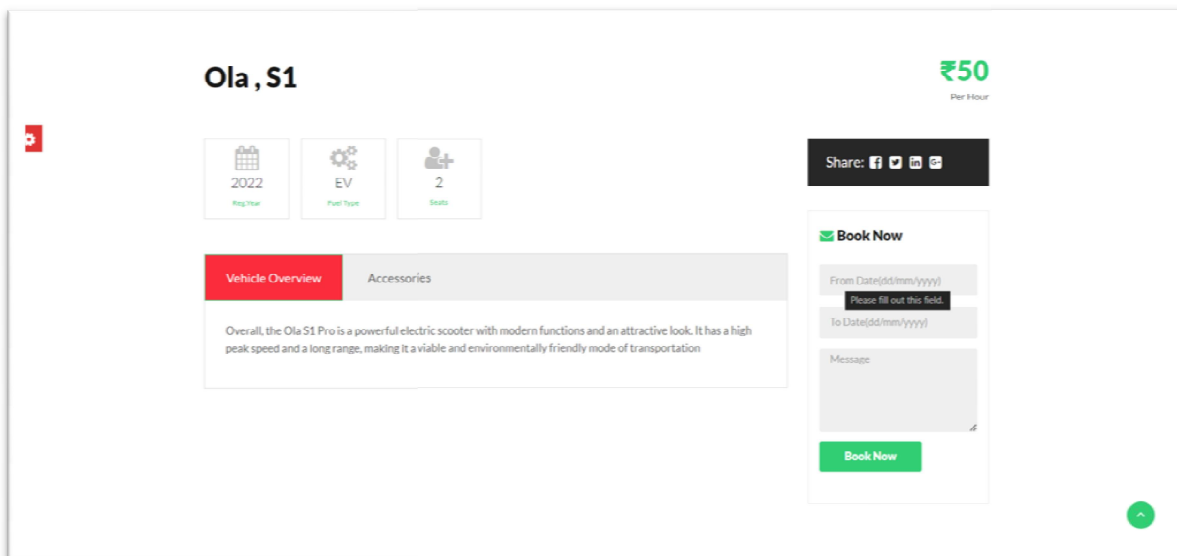 Ola , S1
₹50
Per Hour
2022
Reg.Year
EV
Fuel Type
2
Seats
Share:
Vehicle Overview
Accessories
Overall, the Ola S1 Pro is a powerful electric scooter with modern functions and an attractive look. It has a high
peak speed and a long range, making it a viable and environmentally friendly mode of transportation
Book Now
From Date(dd/mm/yyyy)
Please fill out this field.
To Date(dd/mm/yyyy)
Message
Book Now